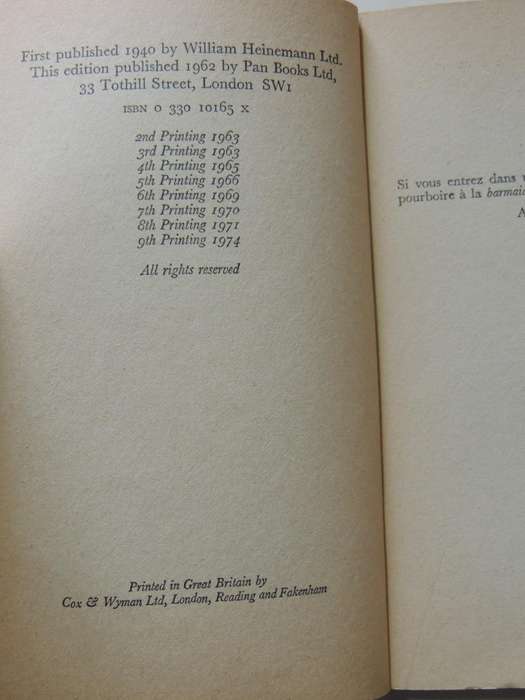 First published 1940 by William Heinemann Ltd.
This edition published 1962 by Pan Books Ltd,
33 Tothill Street, London SW1
ISBN 0 330 10165 X
2nd Printing 1963
3rd Printing 1963
4th Printing 1965
5th Printing 1966
6th Printing 1969
7th Printing 1970
8th Printing 1971
9th Printing 1974
All rights reserved
Printed in Great Britain by
Cox & Wyman Ltd, London, Reading and Fakenham
Si vous entrez dans
pourboire à la